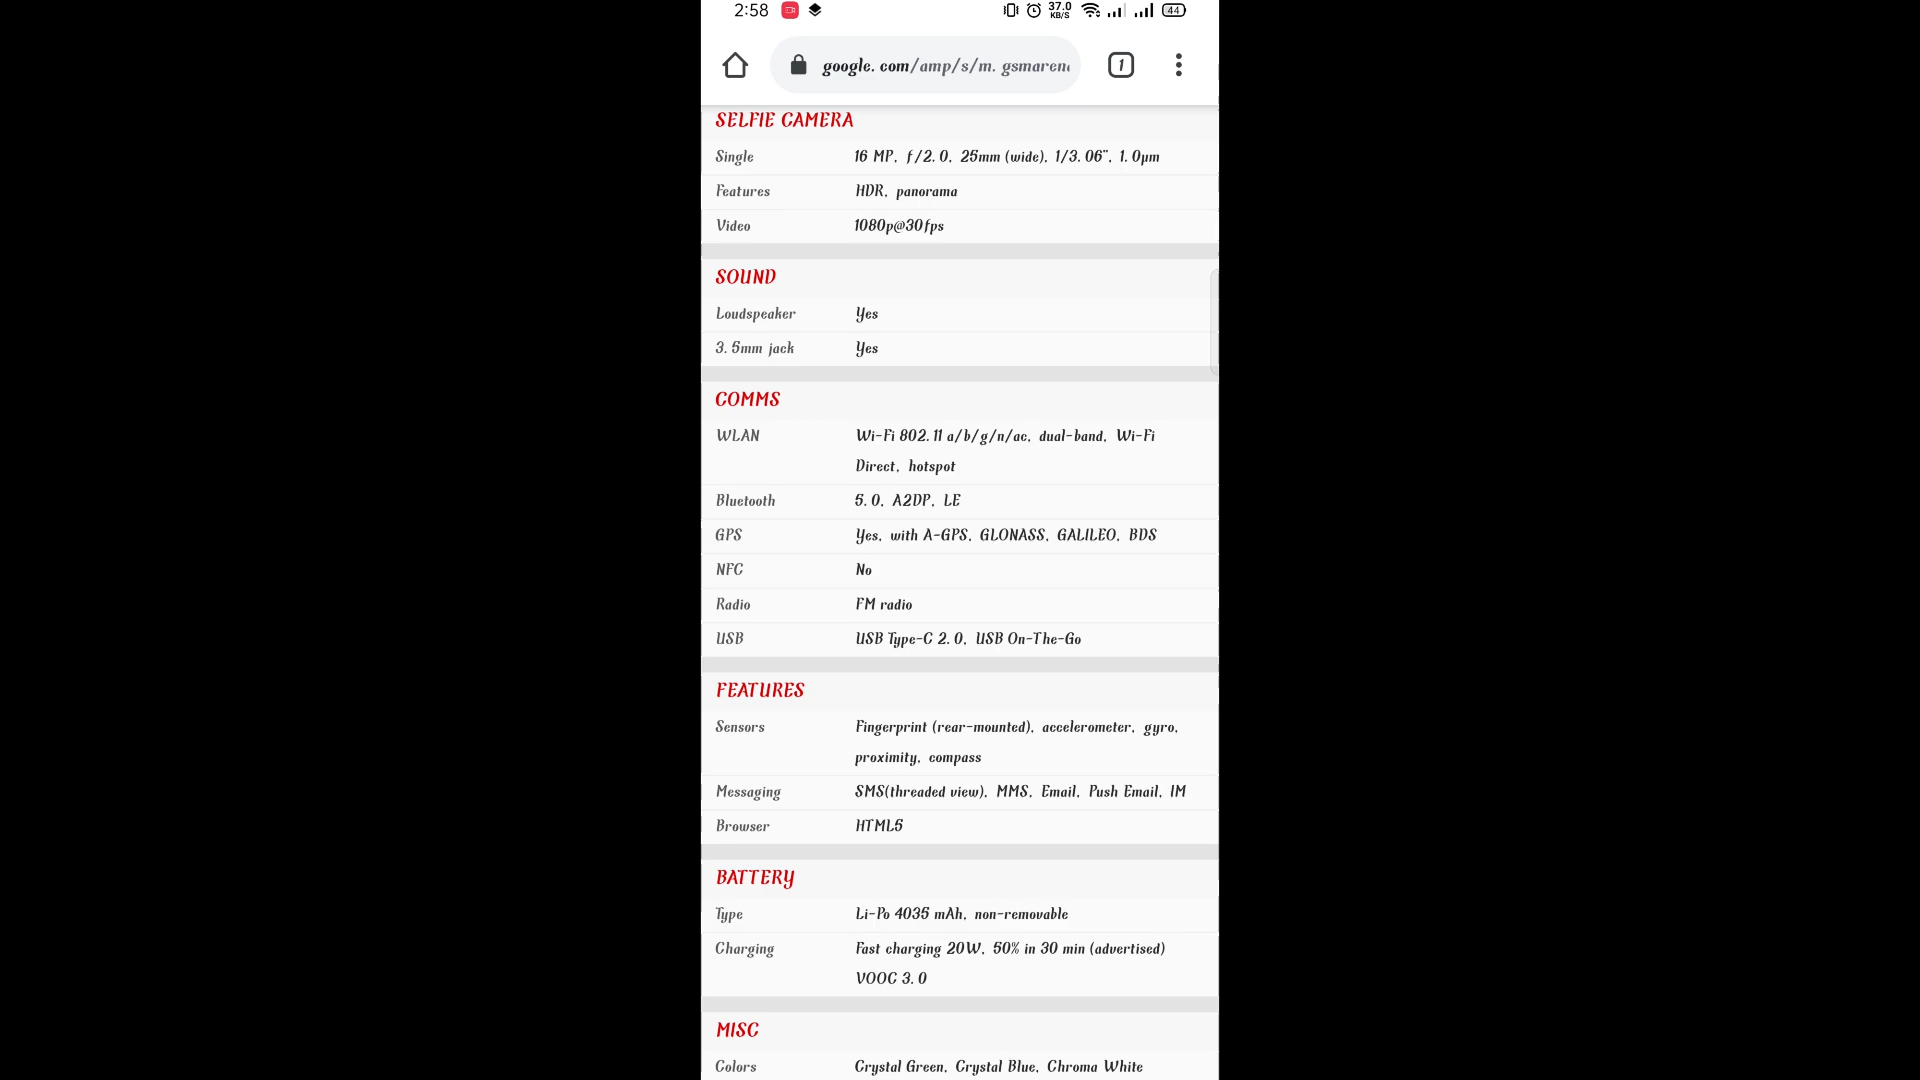 2:58 37.0 KB/S 44
google.com/amp/s/m.gsmaren
1
SELFIE CAMERA
Single 16 MP, ƒ/2.0, 25mm (wide), 1/3.06", 1.0µm
Features HDR, panorama
Video 1080p@30fps
SOUND
Loudspeaker Yes
3.5mm jack Yes
COMMS
WLAN Wi-Fi 802.11 a/b/g/n/ac, dual-band, Wi-Fi
Direct, hotspot
Bluetooth 5.0, A2DP, LE
GPS Yes, with A-GPS, GLONASS, GALILEO, BDS
NFC No
Radio FM radio
USB USB Type-C 2.0, USB On-The-Go
FEATURES
Sensors Fingerprint (rear-mounted), accelerometer, gyro,
proximity, compass
Messaging SMS(threaded view), MMS, Email, Push Email, IM
Browser HTML5
BATTERY
Type Li-Po 4035 mAh, non-removable
Charging Fast charging 20W, 50% in 30 min (advertised)
VOOC 3.0
MISC
Colors Crystal Green, Crystal Blue, Chroma White